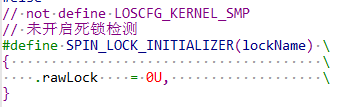 #else
// not define LOSCFG_KERNEL_SMP
// 未开启死锁检测
#define SPIN_LOCK_INITIALIZER(lockName) \
{ \
.rawLock = 0U, \
}